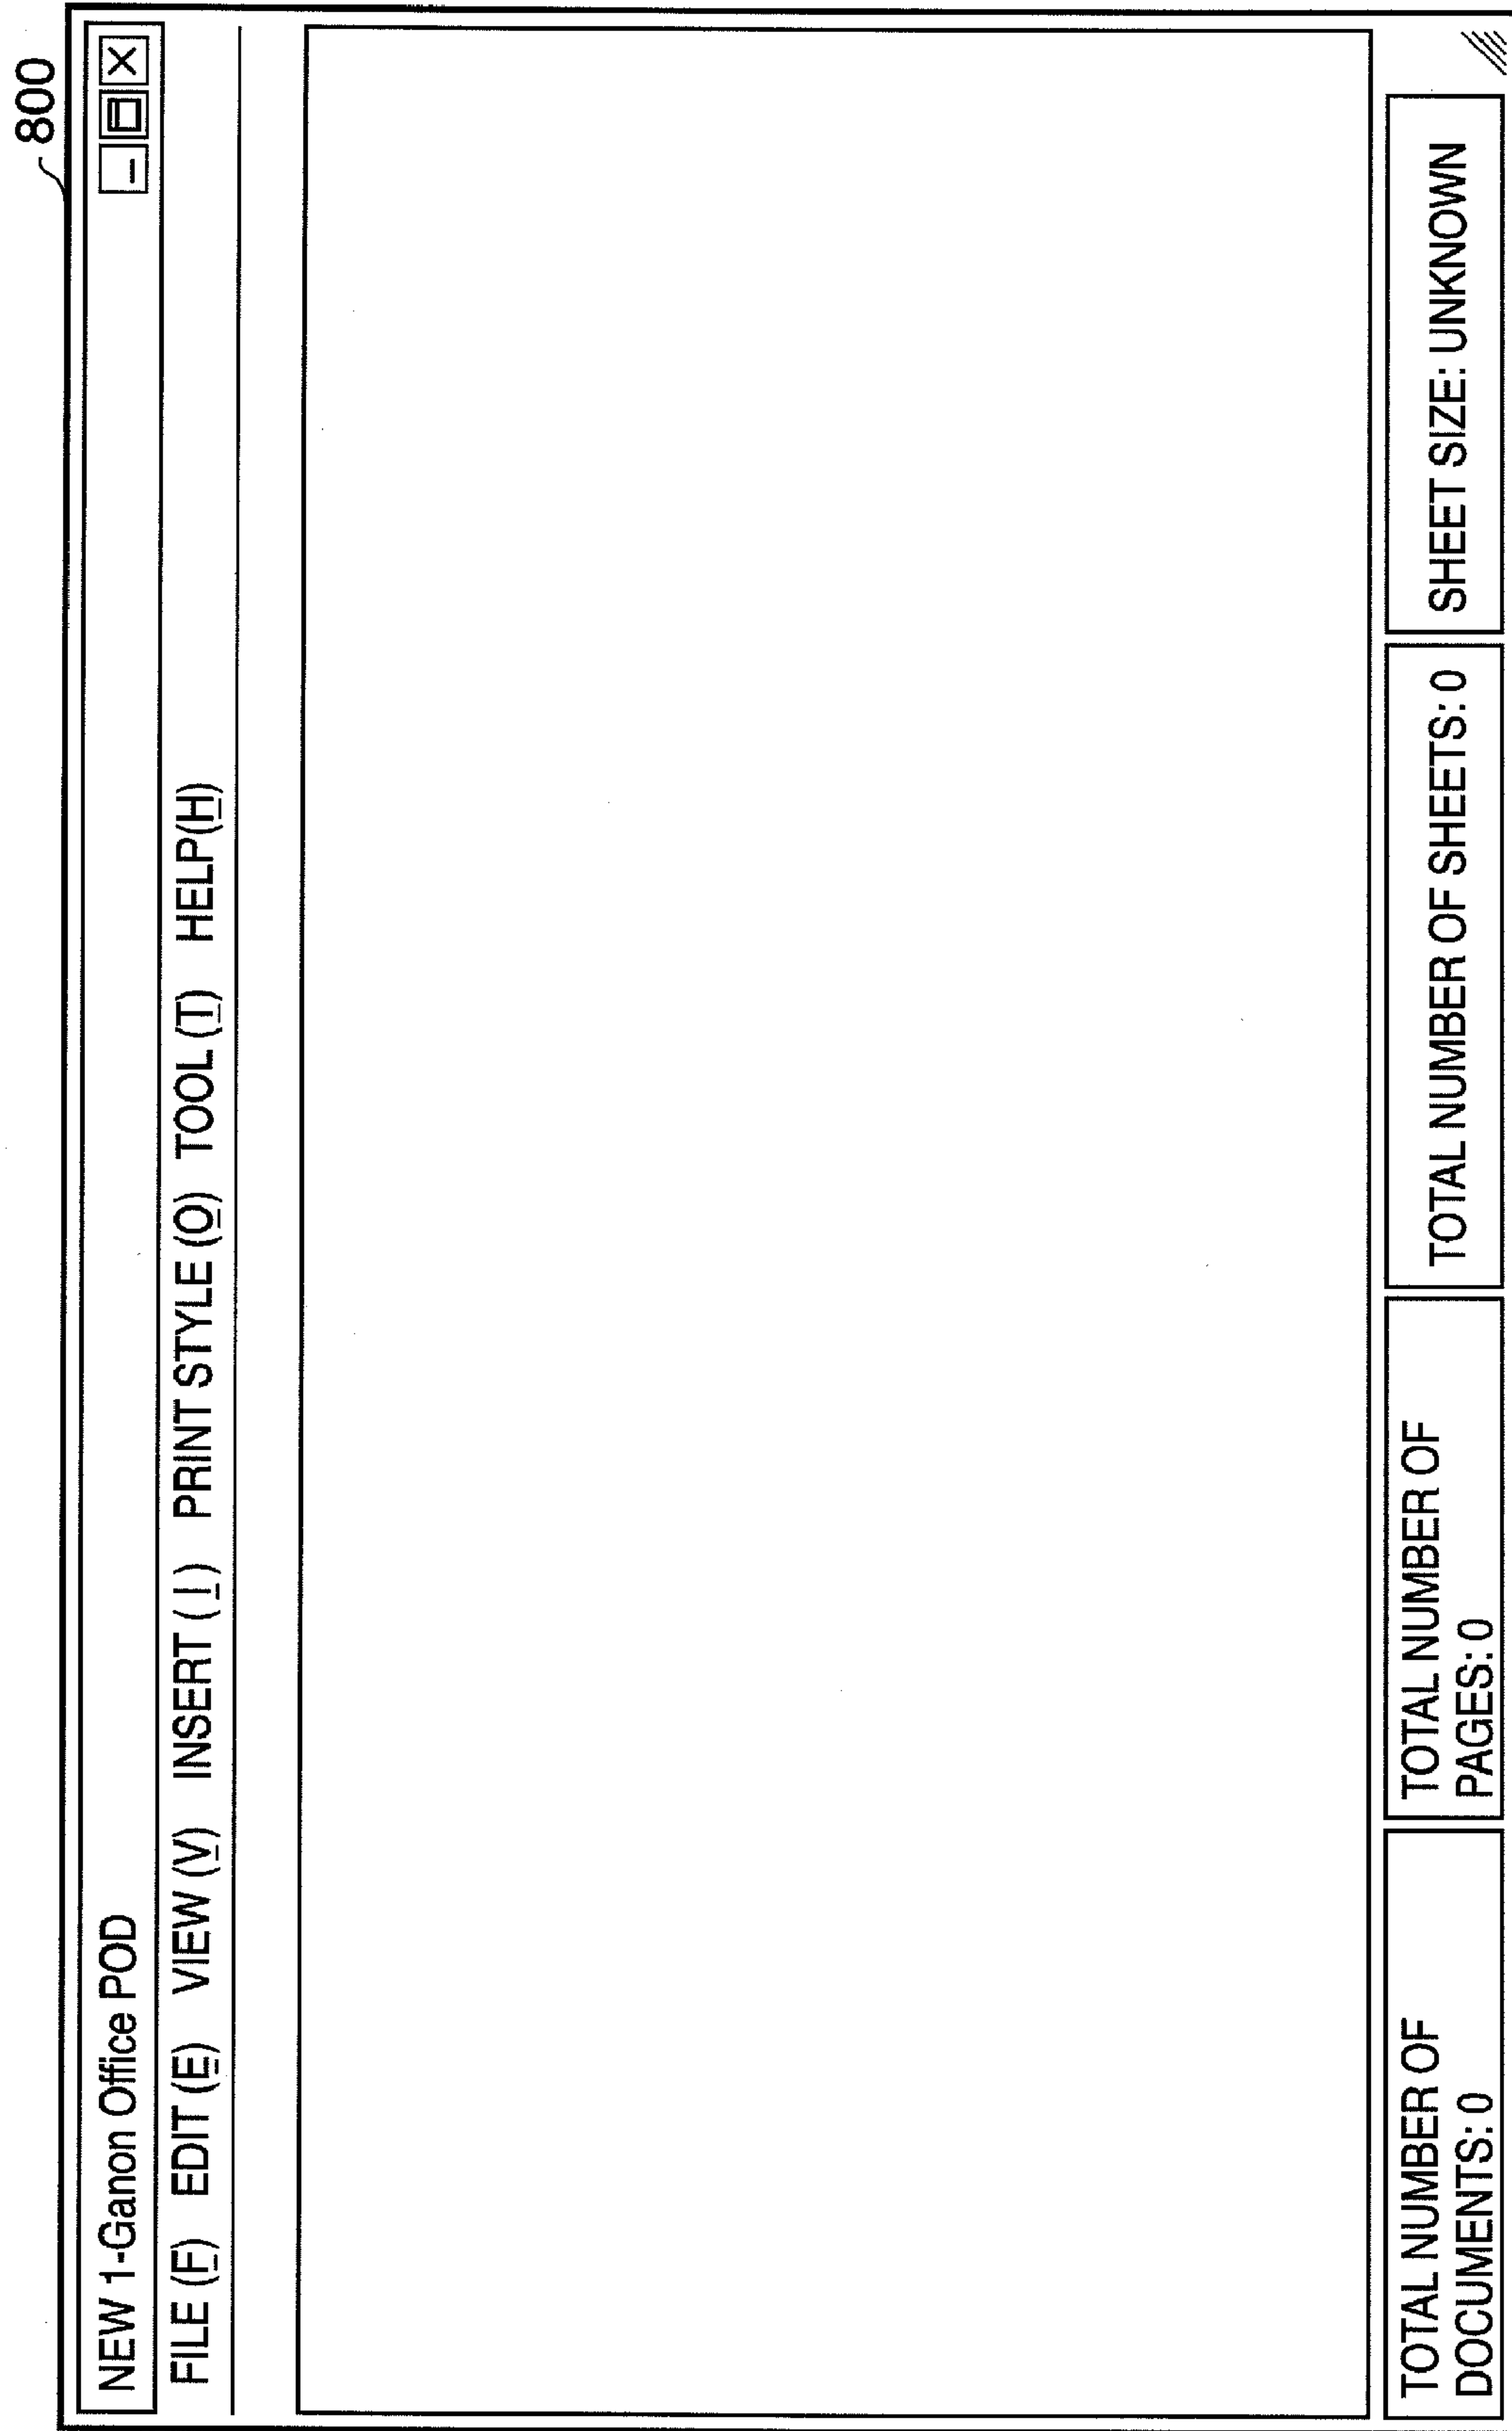 800
NEW 1-Ganon Office POD
FILE (F) EDIT (E) VIEW (V) INSERT ( I ) PRINT STYLE (O) TOOL (T) HELP(H)
TOTAL NUMBER OF
DOCUMENTS: 0
TOTAL NUMBER OF
PAGES: 0
TOTAL NUMBER OF SHEETS: 0
SHEET SIZE: UNKNOWN